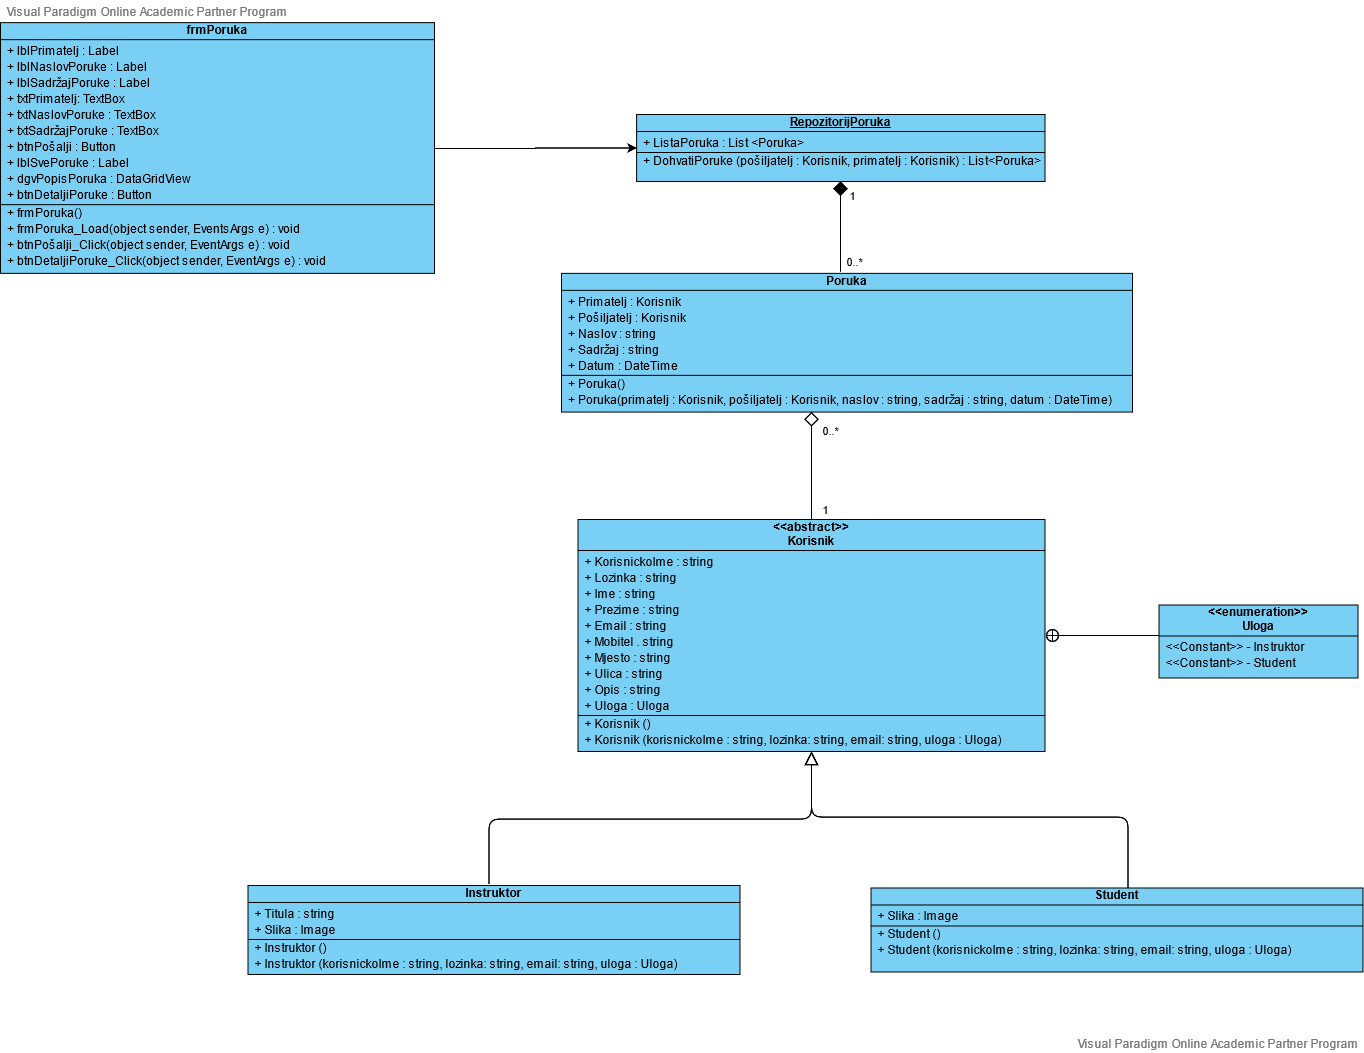 Visual Paradigm Online Academic Partner Program
frmPoruka
+ lblPrimatelj : Label
+ lblNaslovPoruke : Label
+ lblSadržajPoruke : Label
+ txtPrimatelj: TextBox
+ txtNaslovPoruke : TextBox
+ txtSadržajPoruke : TextBox
+ btnPošalji : Button
+ lblSvePoruke : Label
+ dgvPopisPoruka : DataGridView
+ btnDetaljiPoruke : Button
+ frmPoruka()
+ frmPoruka_Load(object sender, EventsArgs e) : void
+ btnPošalji_Click(object sender, EventArgs e) : void
+ btnDetaljiPoruke_Click(object sender, EventArgs e) : void
RepozitorijPoruka
+ ListaPoruka : List <Poruka>
+ DohvatiPoruke (pošiljatelj : Korisnik, primatelj : Korisnik) : List<Poruka>
1
0..*
Poruka
+ Primatelj : Korisnik
+ Pošiljatelj : Korisnik
+ Naslov : string
+ Sadržaj : string
+ Datum : DateTime
+ Poruka()
+ Poruka(primatelj : Korisnik, pošiljatelj : Korisnik, naslov : string, sadržaj : string, datum : DateTime)
0..*
1
<<abstract>>
Korisnik
+ KorisnickoIme : string
+ Lozinka : string
+ Ime : string
+ Prezime : string
+ Email : string
+ Mobitel . string
+ Mjesto : string
+ Ulica : string
+ Opis : string
+ Uloga : Uloga
+ Korisnik ()
+ Korisnik (korisnickoIme : string, lozinka: string, email: string, uloga : Uloga)
<<enumeration>>
Uloga
<<Constant>> - Instruktor
<<Constant>> - Student
Instruktor
+ Titula : string
+ Slika : Image
+ Instruktor ()
+ Instruktor (korisnickoIme : string, lozinka: string, email: string, uloga : Uloga)
Student
+ Slika : Image
+ Student ()
+ Student (korisnickoIme : string, lozinka: string, email: string, uloga : Uloga)
Visual Paradigm Online Academic Partner Program